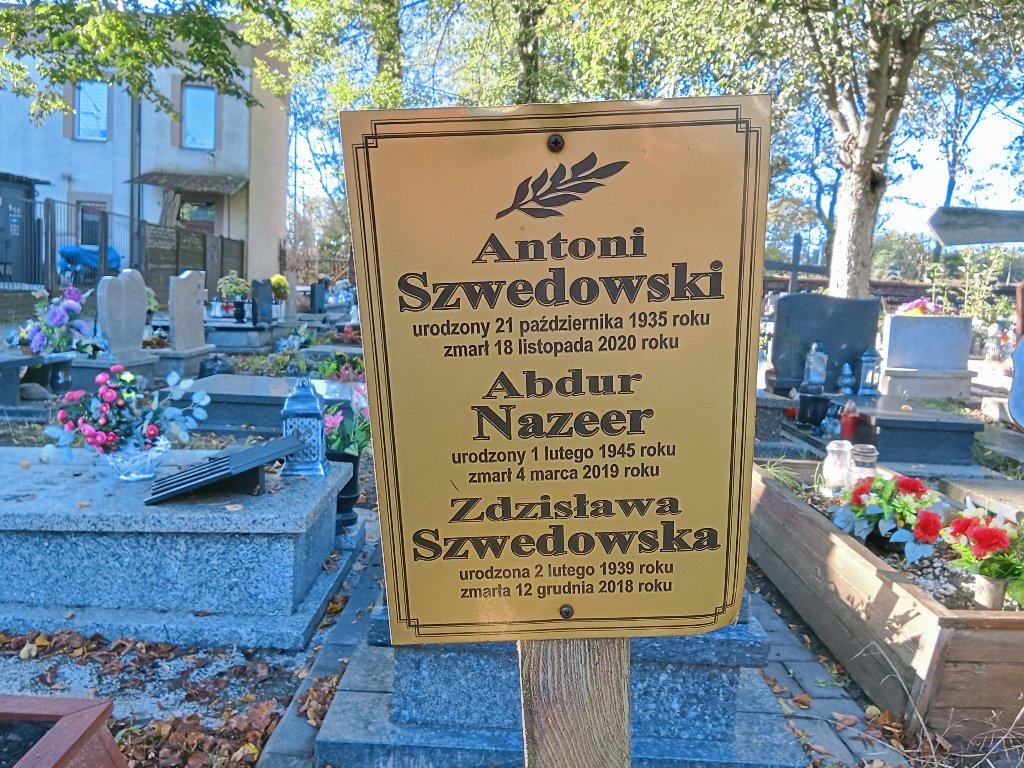 Antoni
Szwedowski
urodzony 21 października 1935 roku
zmarł 18 listopada 2020 roku
Abdur
Nazeer
urodzony 1 lutego 1945 roku
zmarł 4 marca 2019 roku
Zdzisława
Szwedowska
urodzona 2 lutego 1939 roku
zmarła 12 grudnia 2018 roku